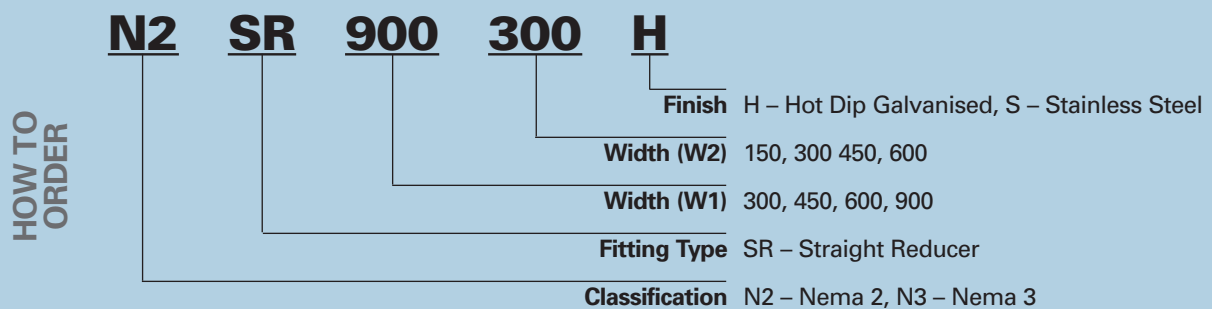 N2 SR 900 300 H
HOW TO
ORDER
Finish H – Hot Dip Galvanised, S – Stainless Steel
Width (W2) 150, 300 450, 600
Width (W1) 300, 450, 600, 900
Fitting Type SR – Straight Reducer
Classification N2 – Nema 2, N3 – Nema 3